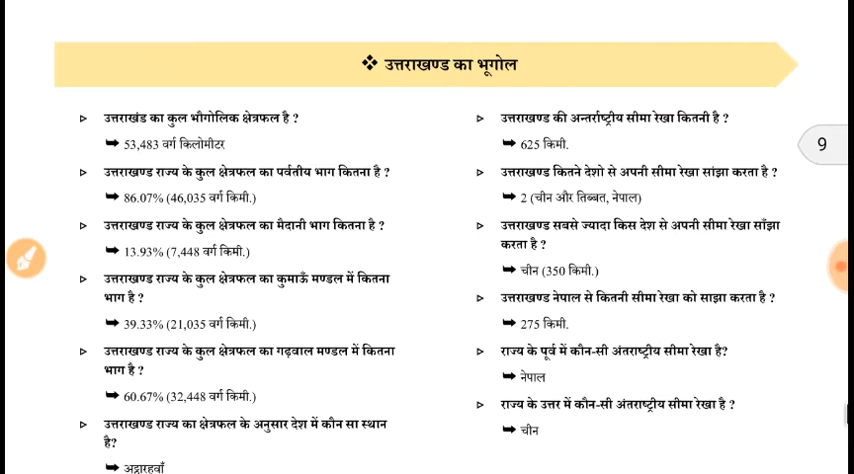 ❖ उत्तराखण्ड का भूगोल
▷ उत्तराखंड का कुल भौगोलिक क्षेत्रफल है ?
➥ 53,483 वर्ग किलोमीटर
▷ उत्तराखण्ड राज्य के कुल क्षेत्रफल का पर्वतीय भाग कितना है ?
➥ 86.07% (46,035 वर्ग किमी.)
▷ उत्तराखण्ड राज्य के कुल क्षेत्रफल का मैदानी भाग कितना है ?
➥ 13.93% (7,448 वर्ग किमी.)
▷ उत्तराखण्ड राज्य के कुल क्षेत्रफल का कुमाऊँ मण्डल में कितना
भाग है ?
➥ 39.33% (21,035 वर्ग किमी.)
▷ उत्तराखण्ड राज्य के कुल क्षेत्रफल का गढ़वाल मण्डल में कितना
भाग है ?
➥ 60.67% (32,448 वर्ग किमी.)
▷ उत्तराखण्ड राज्य का क्षेत्रफल के अनुसार देश में कौन सा स्थान
है?
➥ अट्ठारहवाँ
▷ उत्तराखण्ड की अन्तर्राष्ट्रीय सीमा रेखा कितनी है ?
➥ 625 किमी.
▷ उत्तराखण्ड कितने देशो से अपनी सीमा रेखा सांझा करता है ?
➥ 2 (चीन और तिब्बत, नेपाल)
▷ उत्तराखण्ड सबसे ज्यादा किस देश से अपनी सीमा रेखा साँझा
करता है ?
➥ चीन (350 किमी.)
▷ उत्तराखण्ड नेपाल से कितनी सीमा रेखा को साझा करता है ?
➥ 275 किमी.
▷ राज्य के पूर्व में कौन-सी अंतराष्ट्रीय सीमा रेखा है?
➥ नेपाल
▷ राज्य के उत्तर में कौन-सी अंतराष्ट्रीय सीमा रेखा है ?
➥ चीन
9